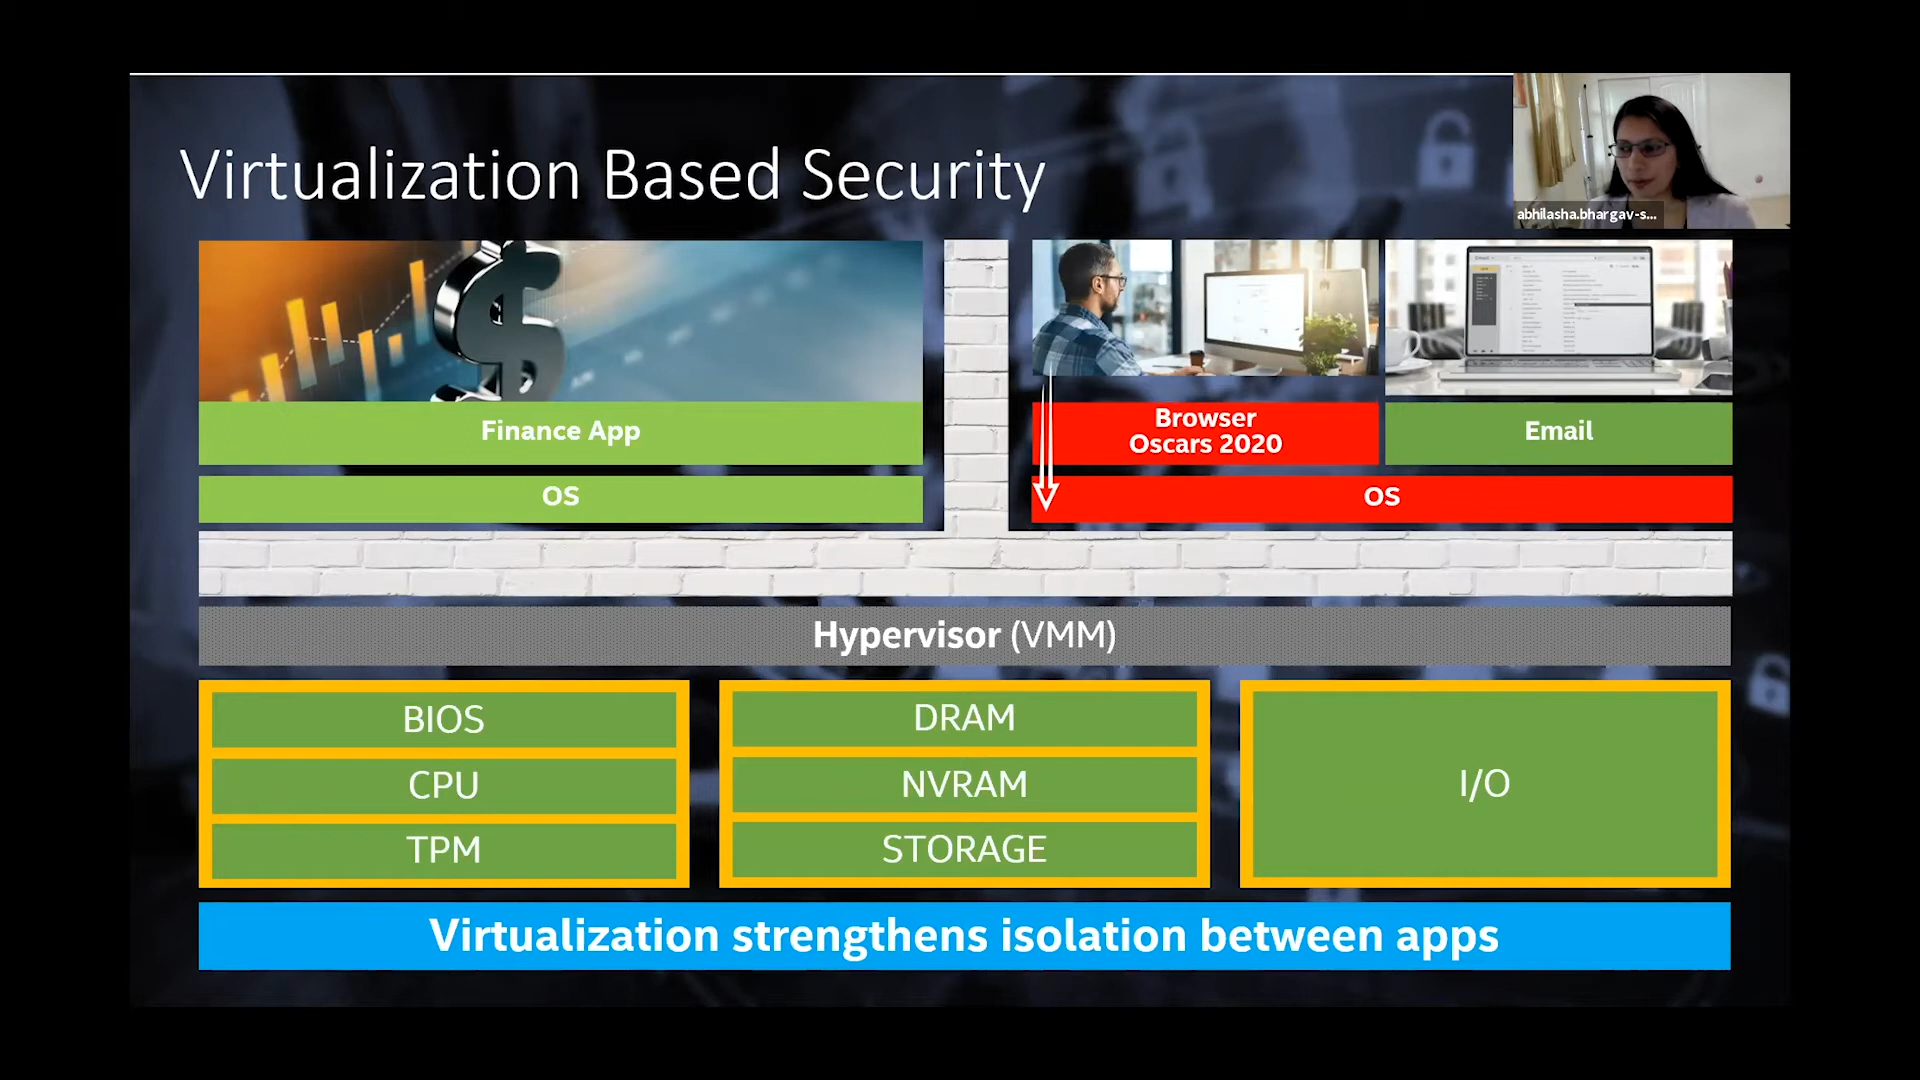 Virtualization Based Security
abhilasha.bhargav-s...
Finance App
Browser
Oscars 2020
Email
OS
OS
Hypervisor (VMM)
BIOS
DRAM
I/O
CPU
NVRAM
TPM
STORAGE
Virtualization strengthens isolation between apps